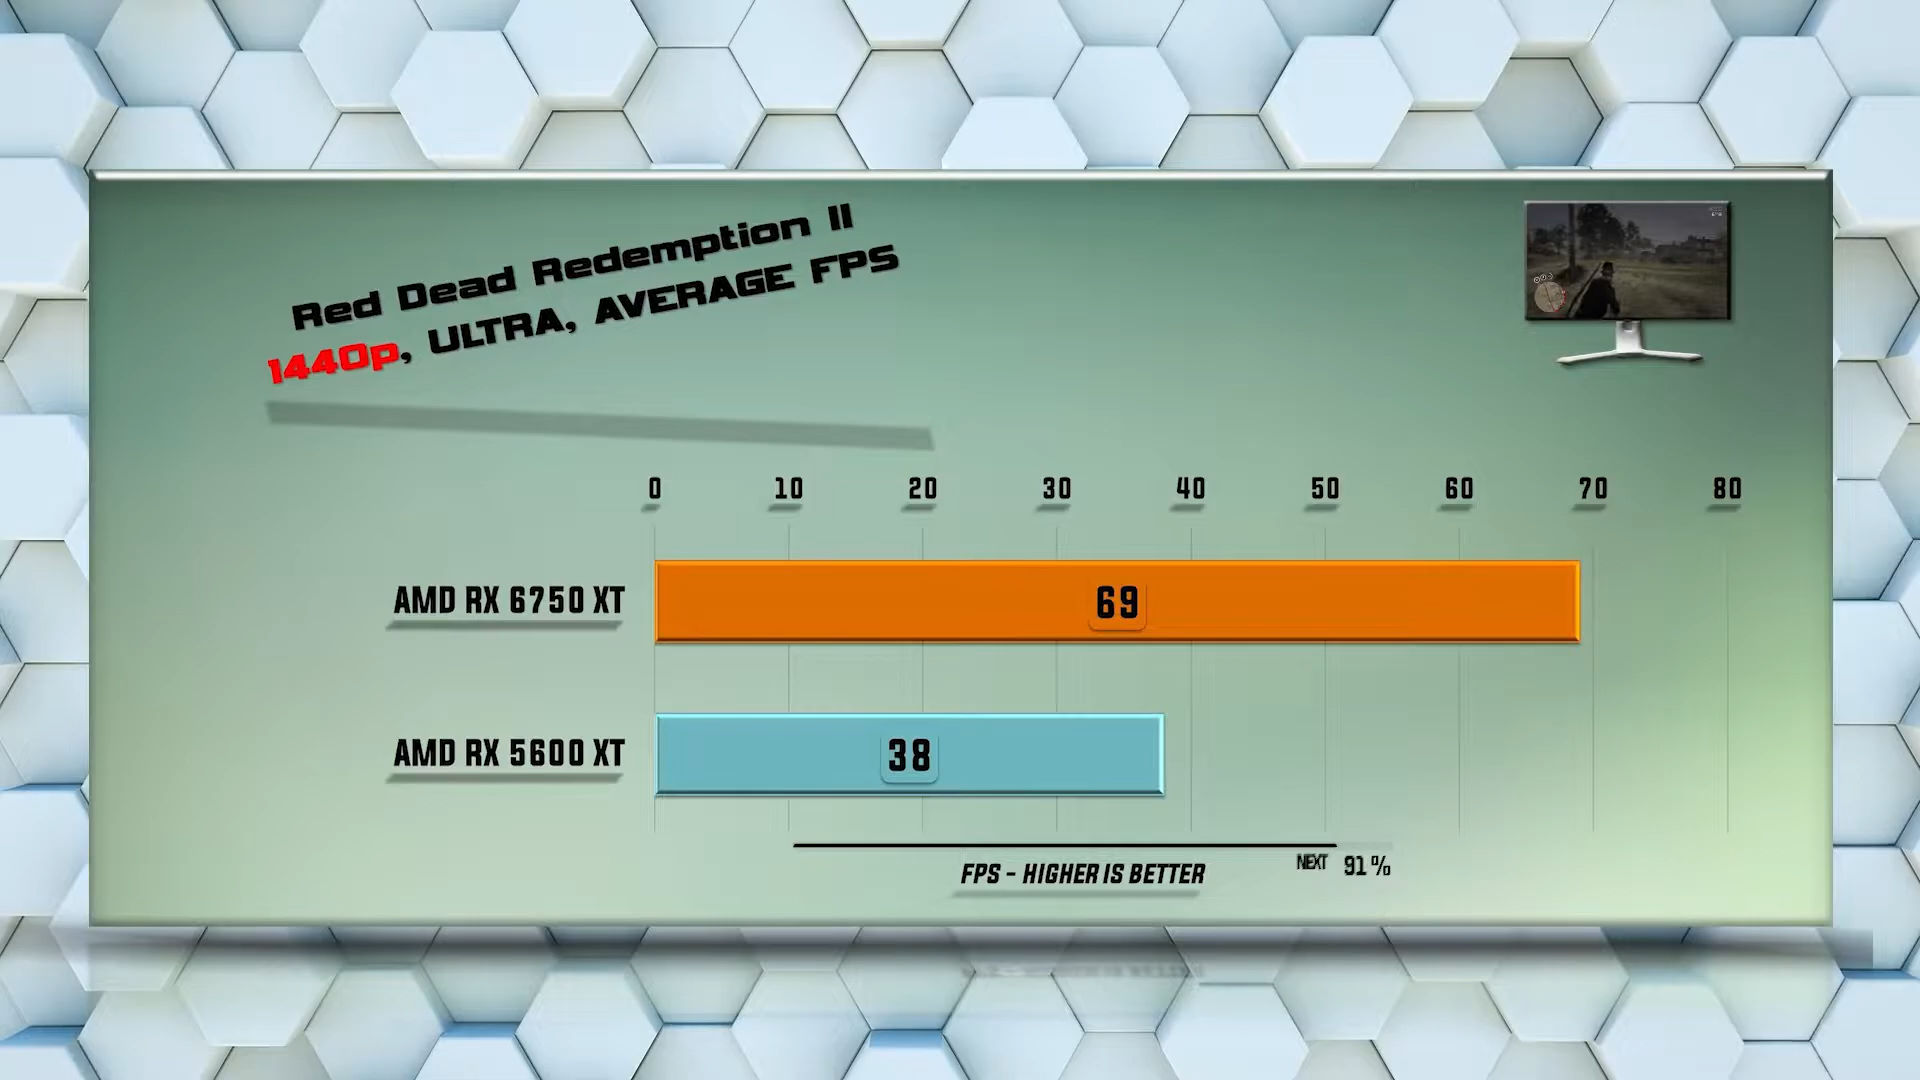 Red Dead Redemption II
1440p, ULTRA, AVERAGE FPS
0 10 20 30 40 50 60 70 80
AMD RX 6750 XT 69
AMD RX 5600 XT 38
FPS - HIGHER IS BETTER
NEXT 91%